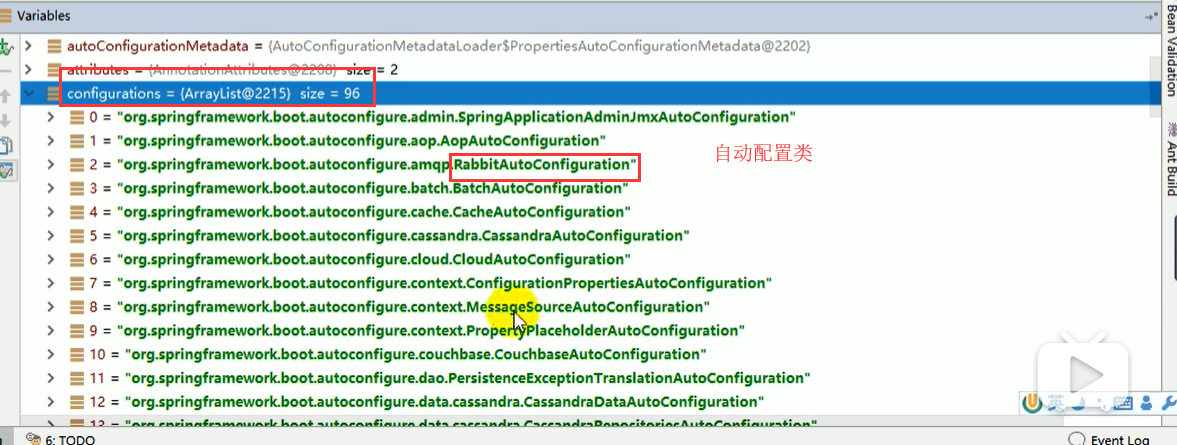 Variables
autoConfigurationMetadata = {AutoConfigurationMetadataLoader$PropertiesAutoConfigurationMetadata@2202}
attributes = {AnnotationAttributes@2208} size = 2
configurations = {ArrayList@2215} size = 96
0 = "org.springframework.boot.autoconfigure.admin.SpringApplicationAdminJmxAutoConfiguration"
1 = "org.springframework.boot.autoconfigure.aop.AopAutoConfiguration"
2 = "org.springframework.boot.autoconfigure.amqp.RabbitAutoConfiguration"
自动配置类
3 = "org.springframework.boot.autoconfigure.batch.BatchAutoConfiguration"
4 = "org.springframework.boot.autoconfigure.cache.CacheAutoConfiguration"
5 = "org.springframework.boot.autoconfigure.cassandra.CassandraAutoConfiguration"
6 = "org.springframework.boot.autoconfigure.cloud.CloudAutoConfiguration"
7 = "org.springframework.boot.autoconfigure.context.ConfigurationPropertiesAutoConfiguration"
8 = "org.springframework.boot.autoconfigure.context.MessageSourceAutoConfiguration"
9 = "org.springframework.boot.autoconfigure.context.PropertyPlaceholderAutoConfiguration"
10 = "org.springframework.boot.autoconfigure.couchbase.CouchbaseAutoConfiguration"
11 = "org.springframework.boot.autoconfigure.dao.PersistenceExceptionTranslationAutoConfiguration"
12 = "org.springframework.boot.autoconfigure.data.cassandra.CassandraDataAutoConfiguration"
13 = "org.springframework.boot.autoconfigure.data.cassandra.CassandraRepositoriesAutoConfiguration"
Bean Validation
Ant Build
英
6: TODO
Event Log